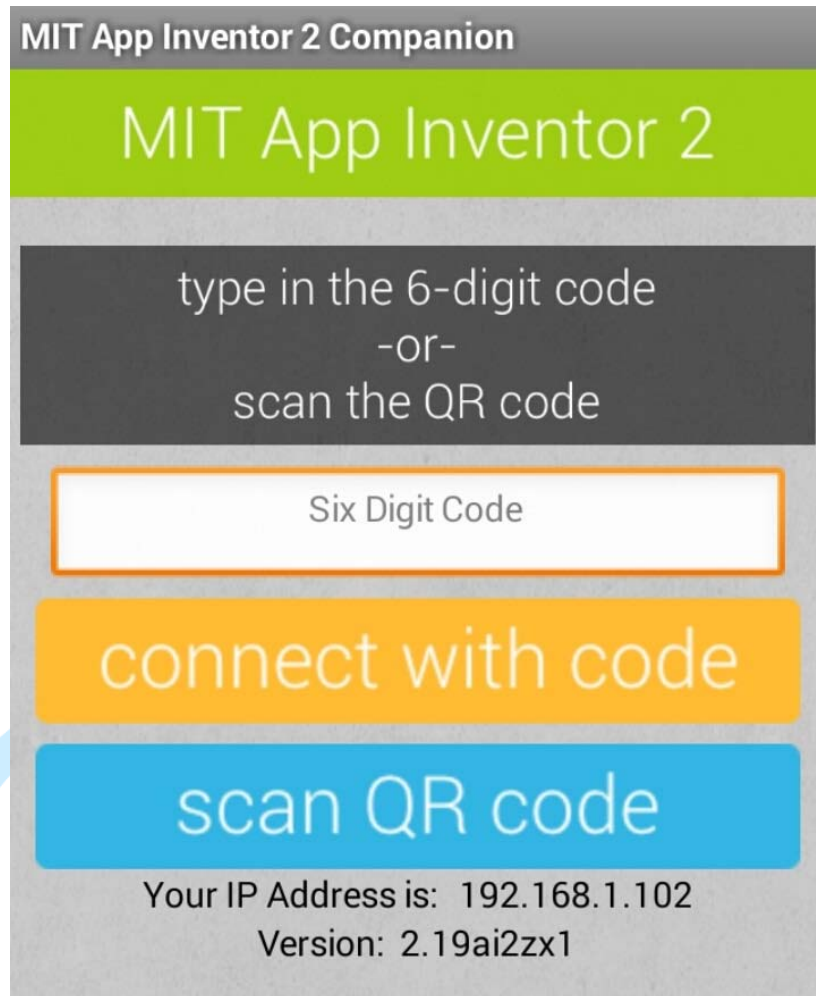 MIT App Inventor 2 Companion
MIT App Inventor 2
type in the 6-digit code
-or-
scan the QR code
Six Digit Code
connect with code
scan QR code
Your IP Address is: 192.168.1.102
Version: 2.19ai2zx1